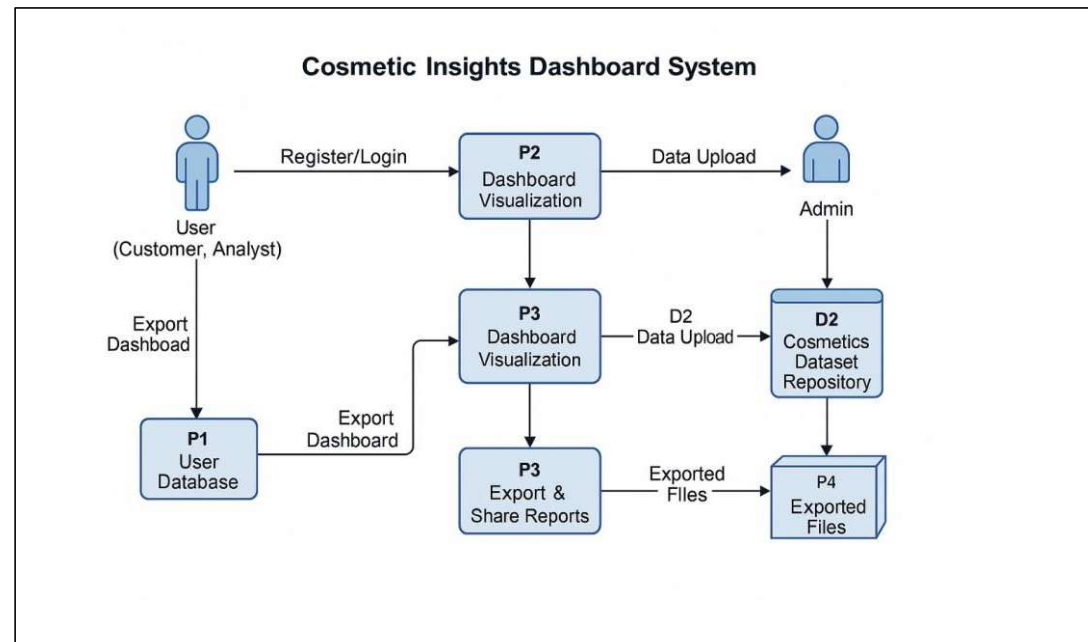 Cosmetic Insights Dashboard System
User
(Customer, Analyst)
Register/Login
P2
Dashboard
Visualization
Data Upload
Admin
Export
Dashboad
P3
Dashboard
Visualization
D2
Data Upload
D2
Cosmetics
Dataset
Repository
P1
User
Database
Export
Dashboard
P3
Export &
Share Reports
Exported
FIles
P4
Exported
Files